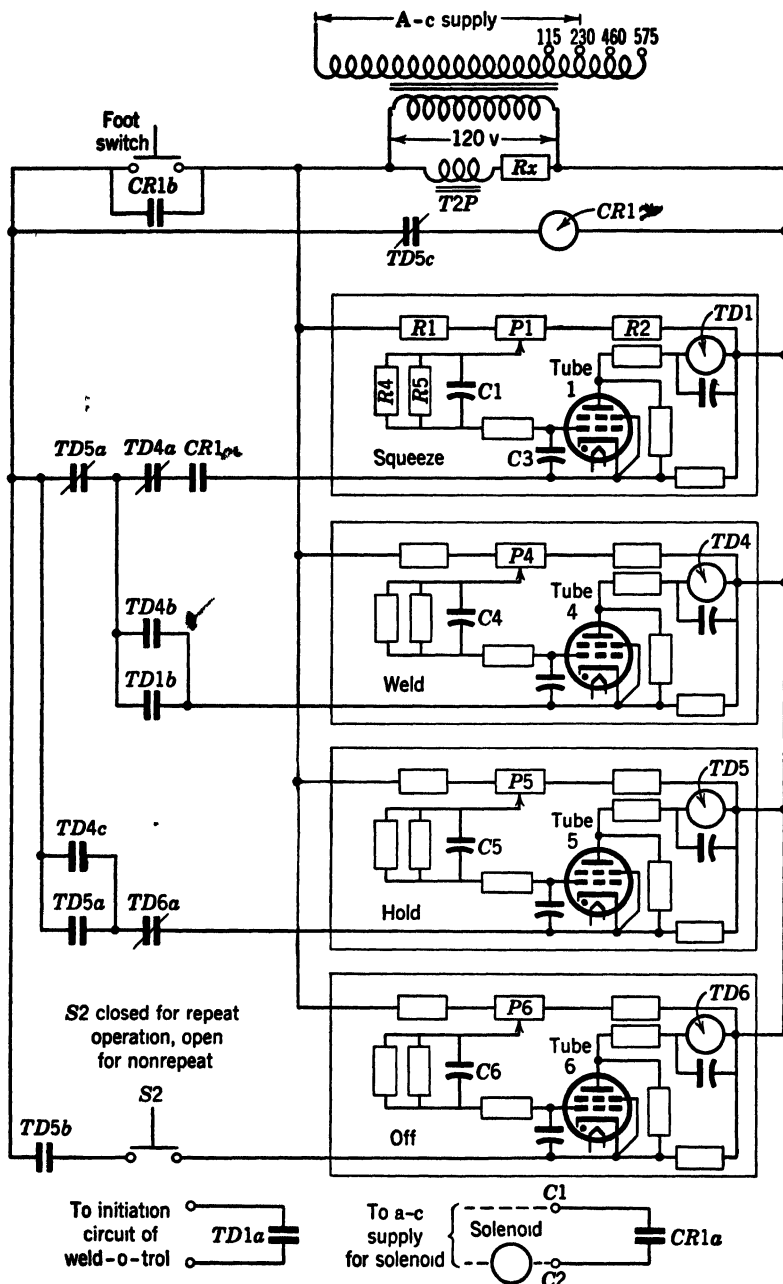 A-c supply
115 230 460 575
Foot
switch
120 v
CR1b
Rx
T2P
CR1
TD5c
TD1
R1
P1
R2
Tube
1
R4
R5
C1
TD5a
TD4a
CR1
C3
Squeeze
TD4
P4
Tube
4
TD4b
C4
TD1b
Weld
TD5
P5
Tube
5
TD4c
C5
TD5a
TD6a
Hold
TD6
S2 closed for repeat
operation, open
for nonrepeat
P6
Tube
6
C6
S2
TD5b
Off
To initiation
circuit of
weld-o-trol
TD1a
To a-c
supply
for solenoid
C1
Solenoid
C2
CR1a